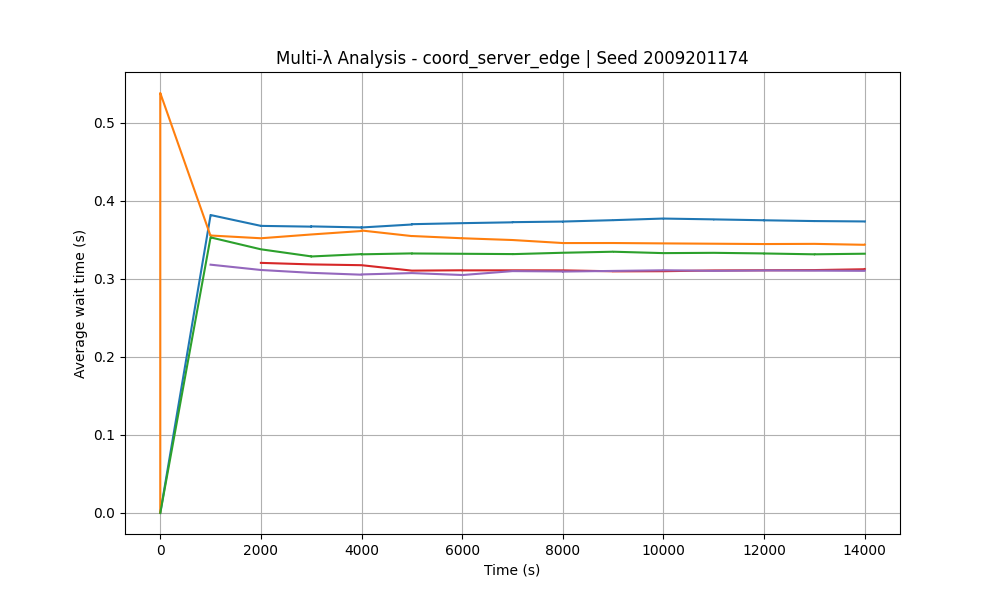 Multi-λ Analysis - coord_server_edge | Seed 2009201174
Average wait time (s)
0.5
0.4
0.3
0.2
0.1
0.0
0 2000 4000 6000 8000 10000 12000 14000
Time (s)